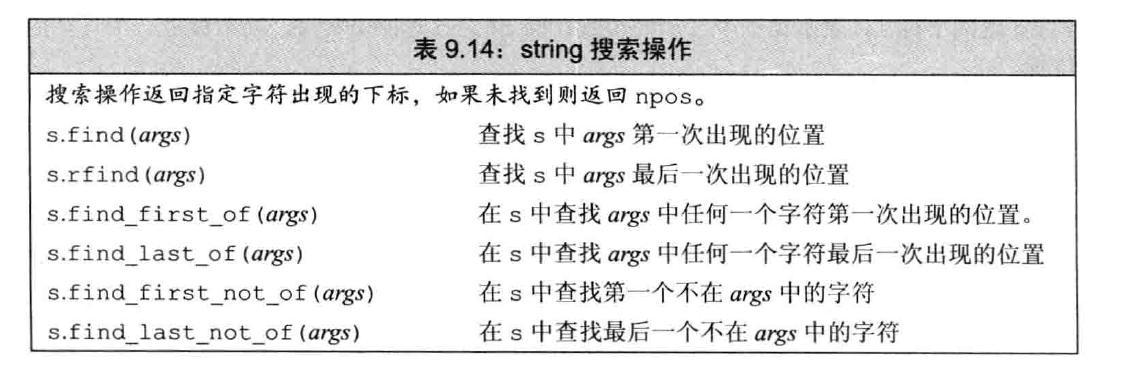 表 9.14：string 搜索操作
搜索操作返回指定字符出现的下标，如果未找到则返回 npos。
s.find(args) 查找 s 中 args 第一次出现的位置
s.rfind(args) 查找 s 中 args 最后一次出现的位置
s.find_first_of(args) 在 s 中查找 args 中任何一个字符第一次出现的位置。
s.find_last_of(args) 在 s 中查找 args 中任何一个字符最后一次出现的位置
s.find_first_not_of(args) 在 s 中查找第一个不在 args 中的字符
s.find_last_not_of(args) 在 s 中查找最后一个不在 args 中的字符